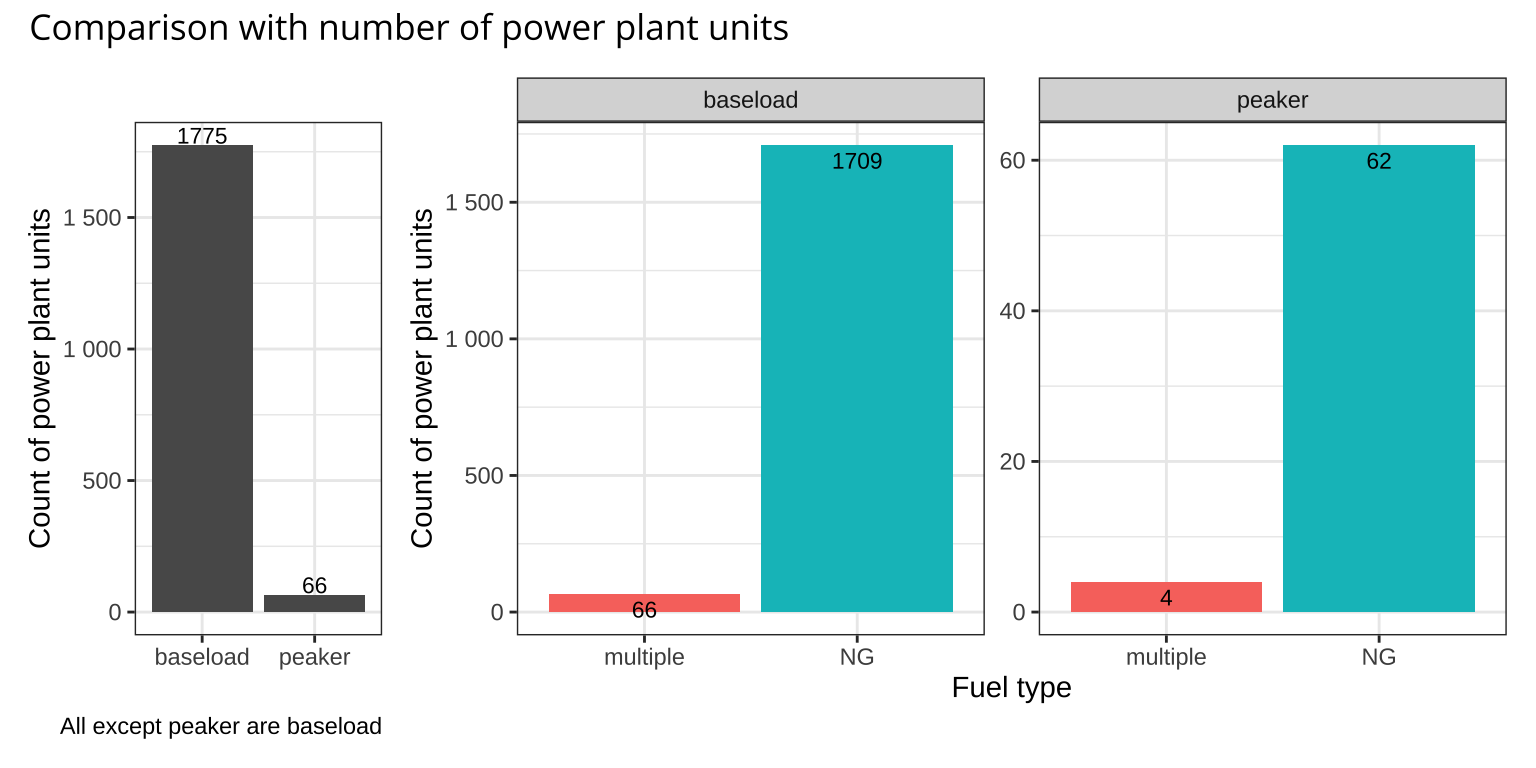 Comparison with number of power plant units
Count of power plant units
1 500
1 000
500
0
1775
66
baseload
peaker
All except peaker are baseload
Count of power plant units
baseload
1 500
1 000
500
0
66
1709
multiple
NG
peaker
60
40
20
0
4
62
multiple
NG
Fuel type